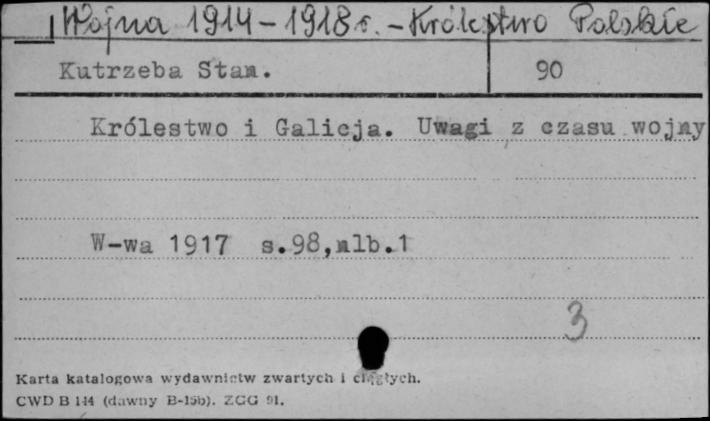 Wojna 1914-1918 r. - Królestwo Polskie
Kutrzeba Stan. 90
Królestwo i Galicja. Uwagi z czasu wojny
W-wa 1917 s.98,nlb.1
3
Karta katalogowa wydawnictw zwartych i ciągłych.
CWD B 144 (dawny B-15b). ZGG 91.